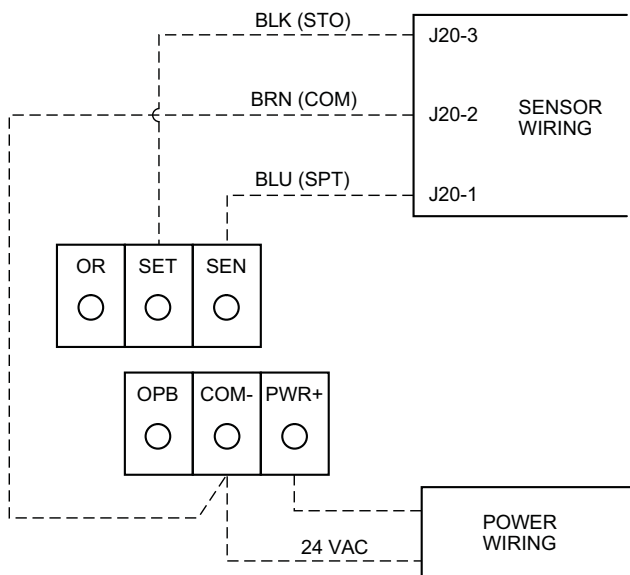 BLK (STO)
J20-3
BRN (COM)
J20-2
SENSOR
WIRING
BLU (SPT)
J20-1
OR
SET
SEN
OPB
COM-
PWR+
POWER
WIRING
24 VAC